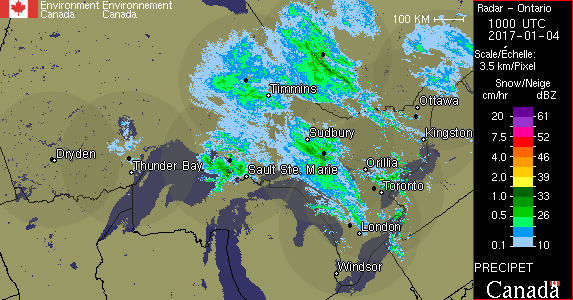 Environment Environnement
Canada Canada
100 KM
Radar - Ontario
1000 UTC
2017-01-04
Scale/Échelle:
3.5 km/Pixel
Snow/Neige
cm/hr dBZ
20 61
7.5 52
4.0 46
2.0 39
1.0 33
0.5 26
0.1 10
PRECIPET
Canada
Timmins
Ottawa
Sudbury
Kingston
Dryden
Thunder Bay
Sault Ste. Marie
Orillia
Toronto
London
Windsor